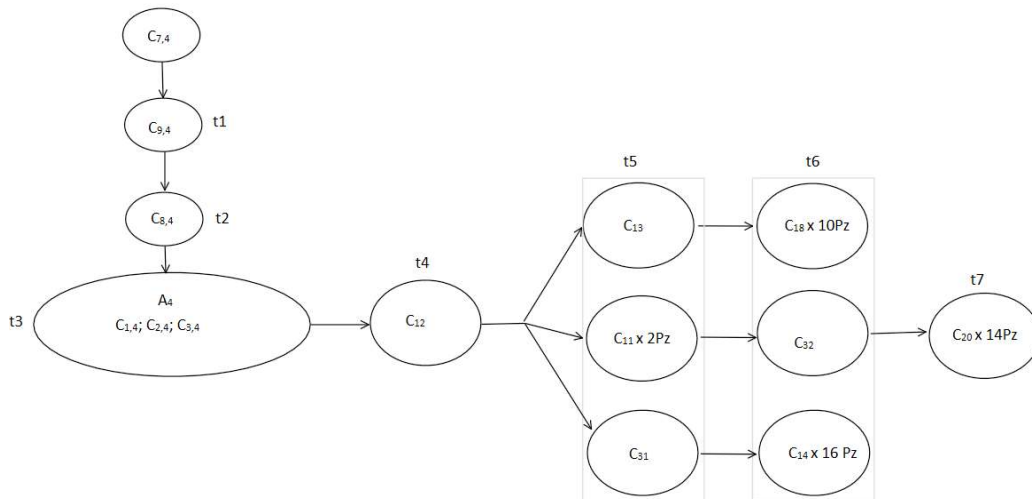 C7,4
C9,4
t1
C8,4
t2
t3
A4
C1,4; C2,4; C3,4
t4
C12
t5
C13
C11 x 2Pz
C31
t6
C18 x 10Pz
C32
C14 x 16 Pz
t7
C20 x 14Pz